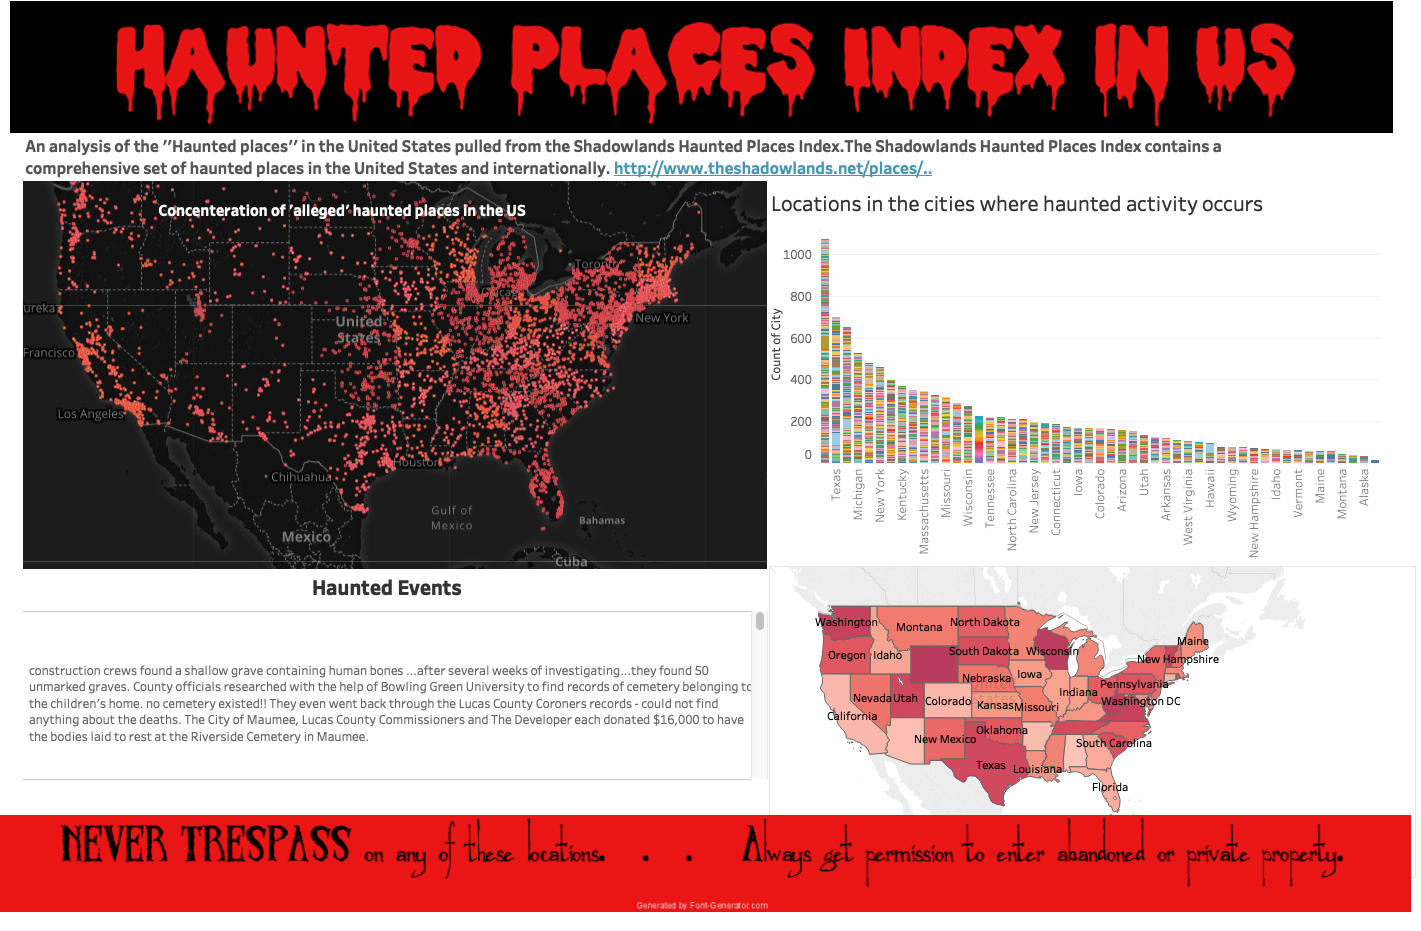 HAUNTED PLACES INDEX IN US
An analysis of the ''Haunted places'' in the United States pulled from the Shadowlands Haunted Places Index.The Shadowlands Haunted Places Index contains a
comprehensive set of haunted places in the United States and internationally. http://www.theshadowlands.net/places/..
Concenteration of 'alleged' haunted places in the US
Toronto
Chicago
ureka
New York
United
States
Francisco
Los Angeles
Houston
Chihuahua
Gulf of
Mexico
Bahamas
Mexico
Cuba
Locations in the cities where haunted activity occurs
Count of City
1000
800
600
400
200
0
Texas
Michigan
New York
Kentucky
Massachusetts
Missouri
Wisconsin
Tennessee
North Carolina
New Jersey
Connecticut
Iowa
Colorado
Arizona
Utah
Arkansas
West Virginia
Hawaii
Wyoming
New Hampshire
Idaho
Vermont
Maine
Montana
Alaska
Haunted Events
construction crews found a shallow grave containing human bones ...after several weeks of investigating...they found 50
unmarked graves. County officials researched with the help of Bowling Green University to find records of cemetery belonging to
the children's home. no cemetery existed!! They even went back through the Lucas County Coroners records - could not find
anything about the deaths. The City of Maumee, Lucas County Commissioners and The Developer each donated $16,000 to have
the bodies laid to rest at the Riverside Cemetery in Maumee.
Washington
Montana
North Dakota
Maine
Oregon
Idaho
South Dakota
Wisconsin
New Hampshire
Nebraska
Iowa
United
States
Pennsylvania
Nevada
Utah
Colorado
Kansas
Missouri
Indiana
Washington DC
California
New Mexico
Oklahoma
South Carolina
Texas
Louisiana
Florida
NEVER TRESPASS on any of these locations. . . Always get permission to enter abandoned or private property.
Generated by Font-Generator.com